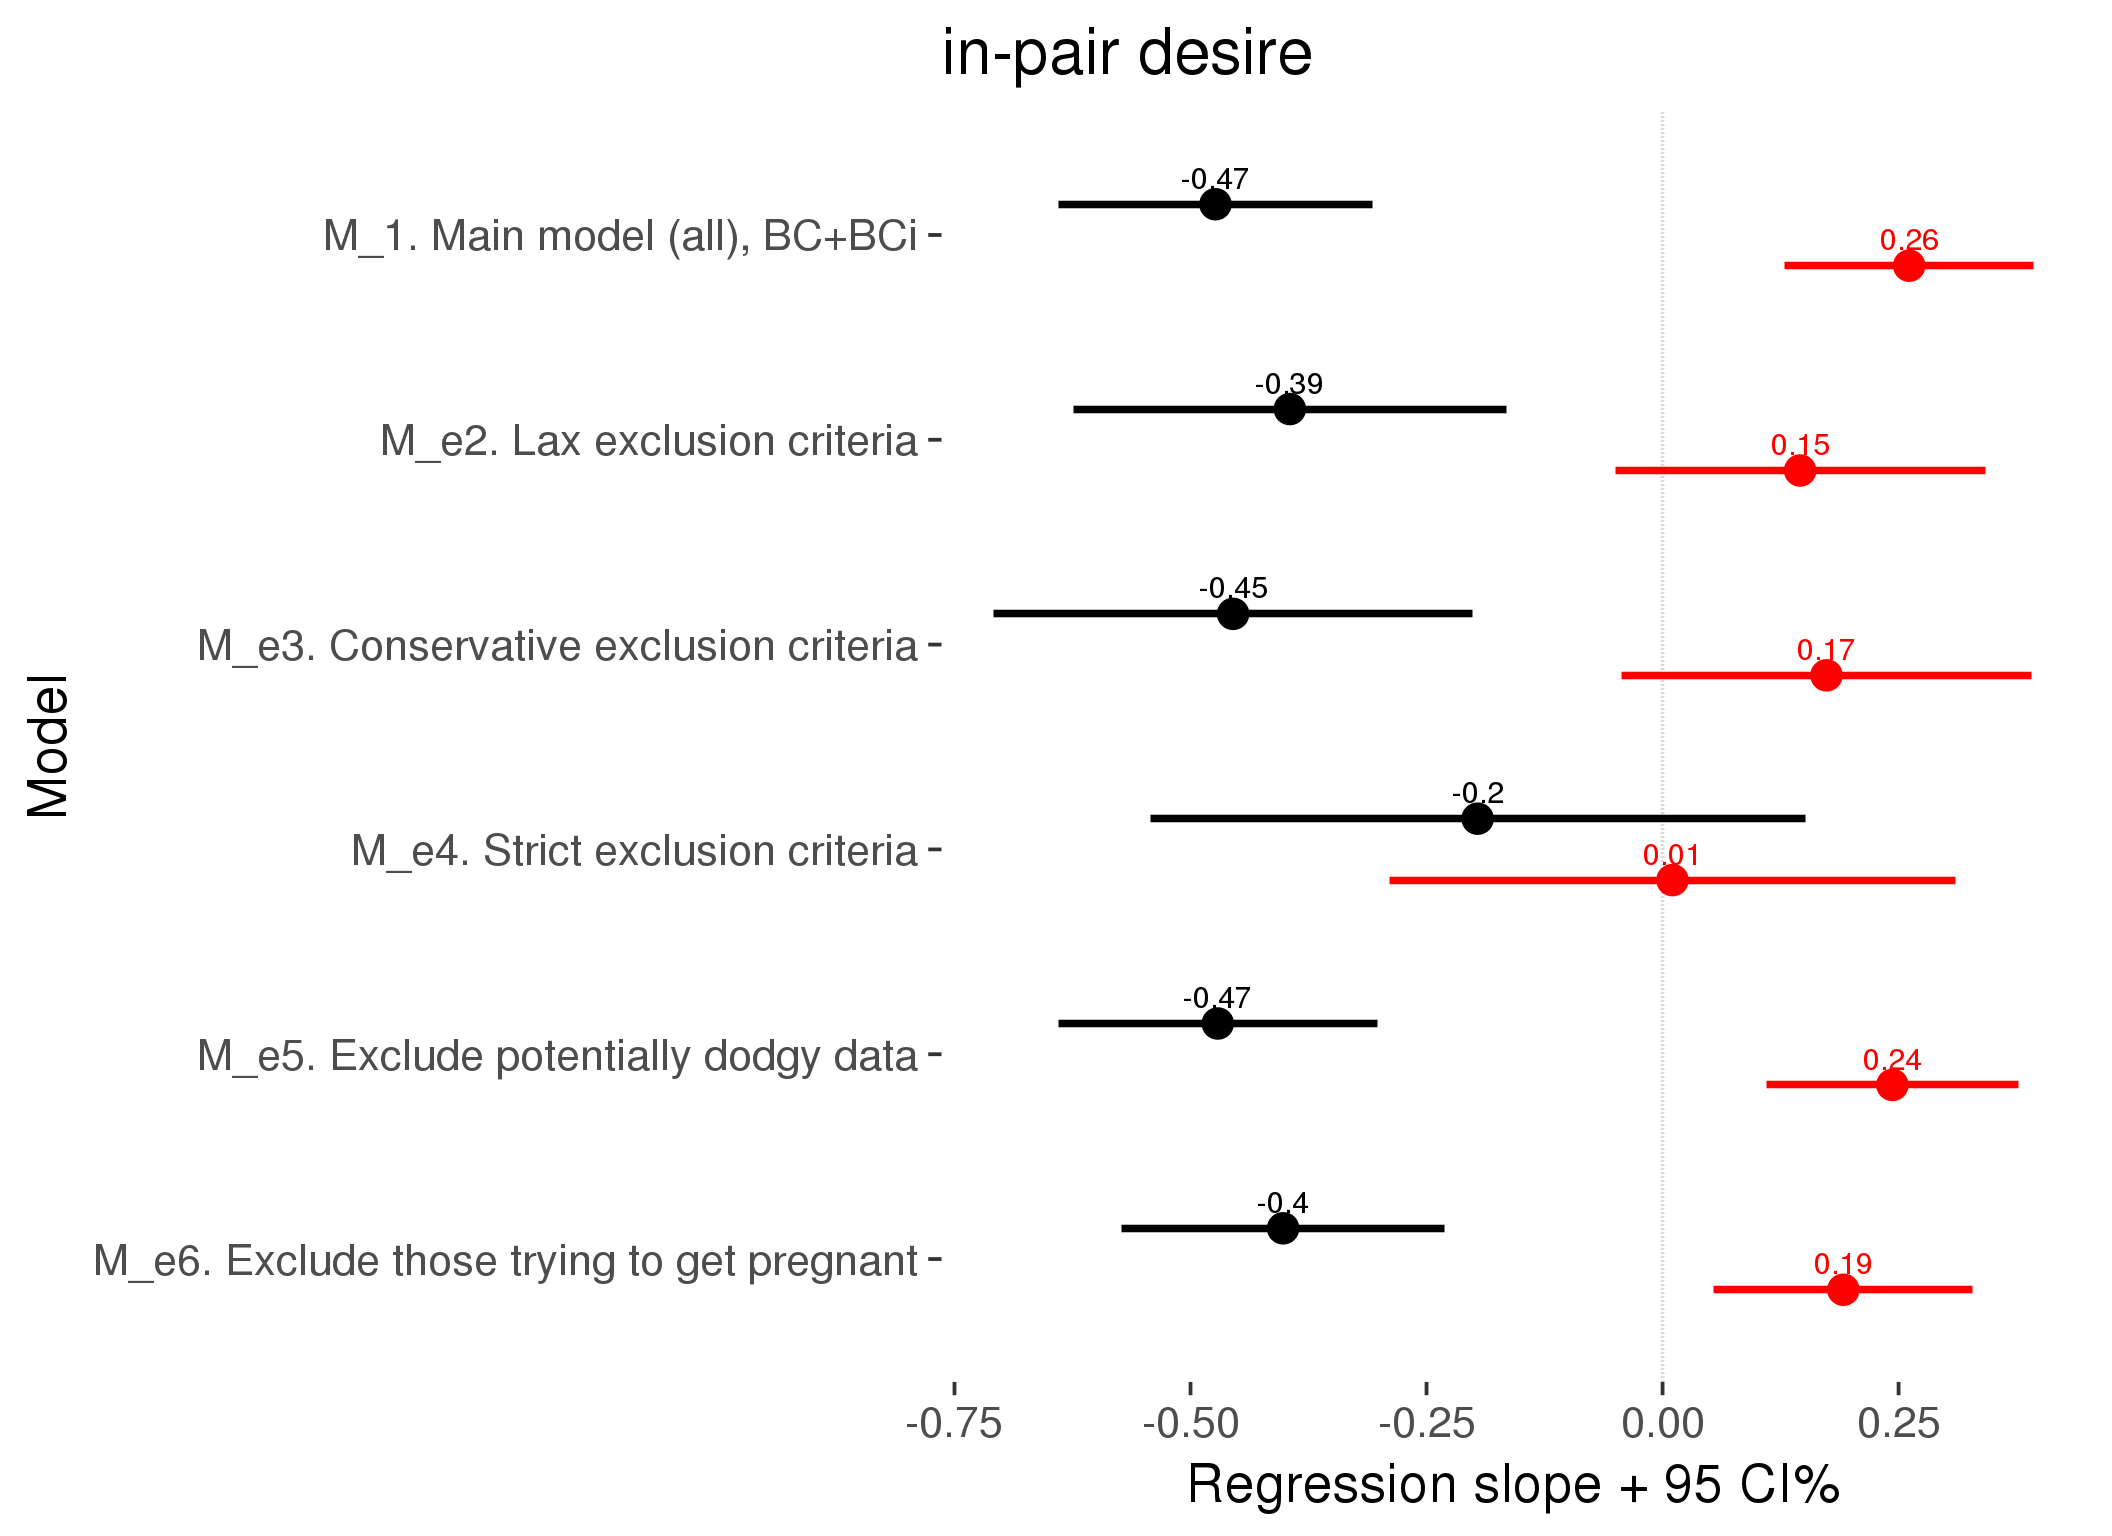 in-pair desire
-0.47
M_1. Main model (all), BC+BCi
0.26
-0.39
M_e2. Lax exclusion criteria
0.15
-0.45
M_e3. Conservative exclusion criteria
0.17
Model
-0.2
M_e4. Strict exclusion criteria
0.01
-0.47
M_e5. Exclude potentially dodgy data
0.24
-0.4
M_e6. Exclude those trying to get pregnant
0.19
-0.75 -0.50 -0.25 0.00 0.25
Regression slope + 95 CI%